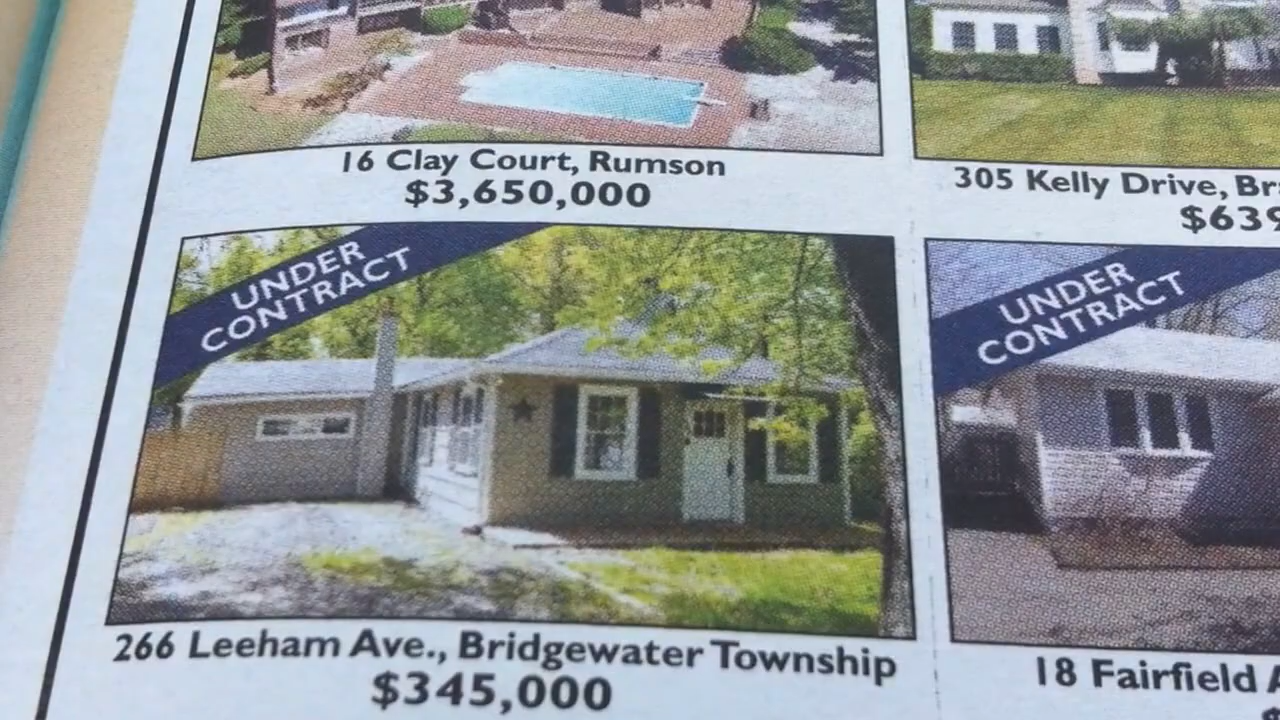 16 Clay Court, Rumson
$3,650,000
305 Kelly Drive,
UNDER
CONTRACT
266 Leeham Ave., Bridgewater Township
$345,000
UNDER
CONTRACT
18 Fairfield